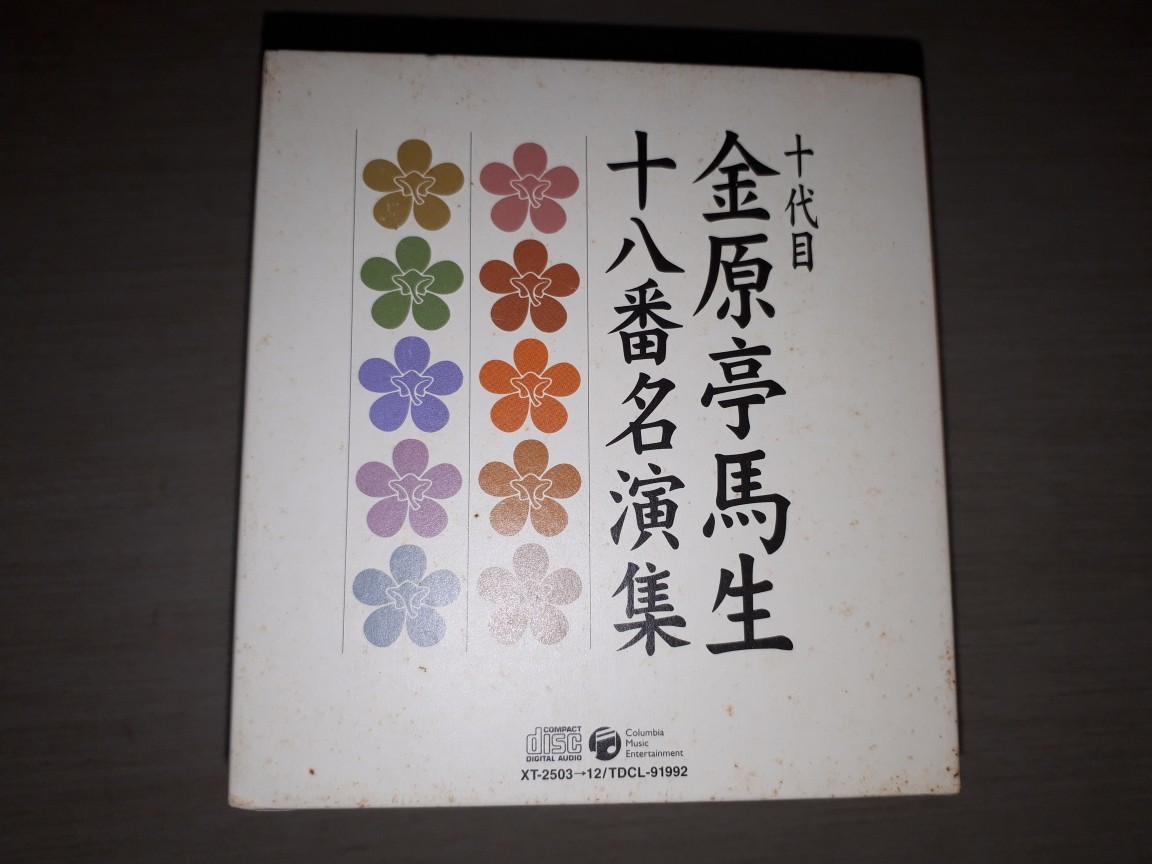 十代目
金原亭馬生
十八番名演集
COMPACT
disc
DIGITAL AUDIO
Columbia
Music
Entertainment
XT-2503→12/TDCL-91992